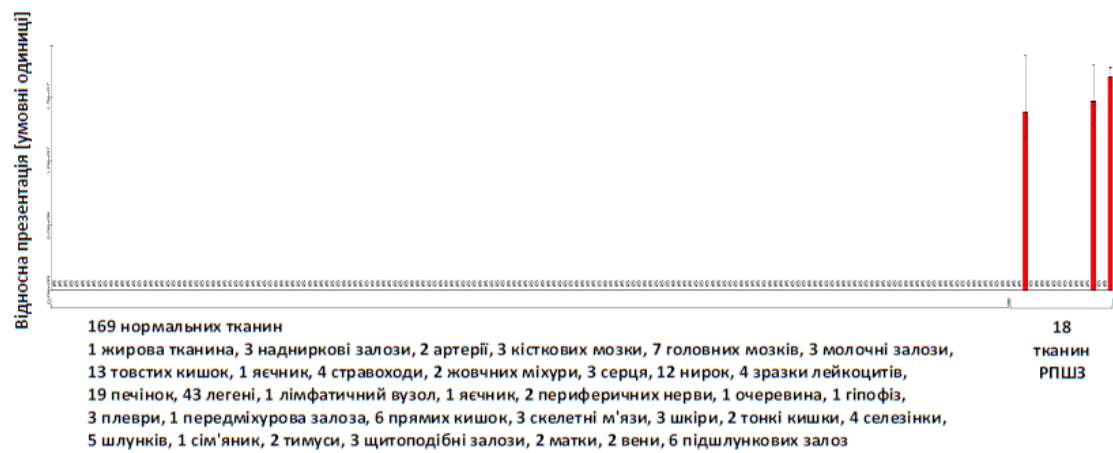 Відносна презентація [умовні одиниці]
169 нормальних тканин
1 жирова тканина, 3 надниркові залози, 2 артерії, 3 кісткових мозки, 7 головних мозків, 3 молочні залози,
13 товстих кишок, 1 яєчник, 4 стравоходи, 2 жовчних міхури, 3 серця, 12 нирок, 4 зразки лейкоцитів,
19 печінок, 43 легені, 1 лімфатичний вузол, 1 яєчник, 2 периферичних нерви, 1 очеревина, 1 гіпофіз,
3 плеври, 1 передміхурова залоза, 6 прямих кишок, 3 скелетні м'язи, 3 шкіри, 2 тонкі кишки, 4 селезінки,
5 шлунків, 1 сім'яник, 2 тимуси, 3 щитоподібні залози, 2 матки, 2 вени, 6 підшлункових залоз
18
тканин
РПШЗ